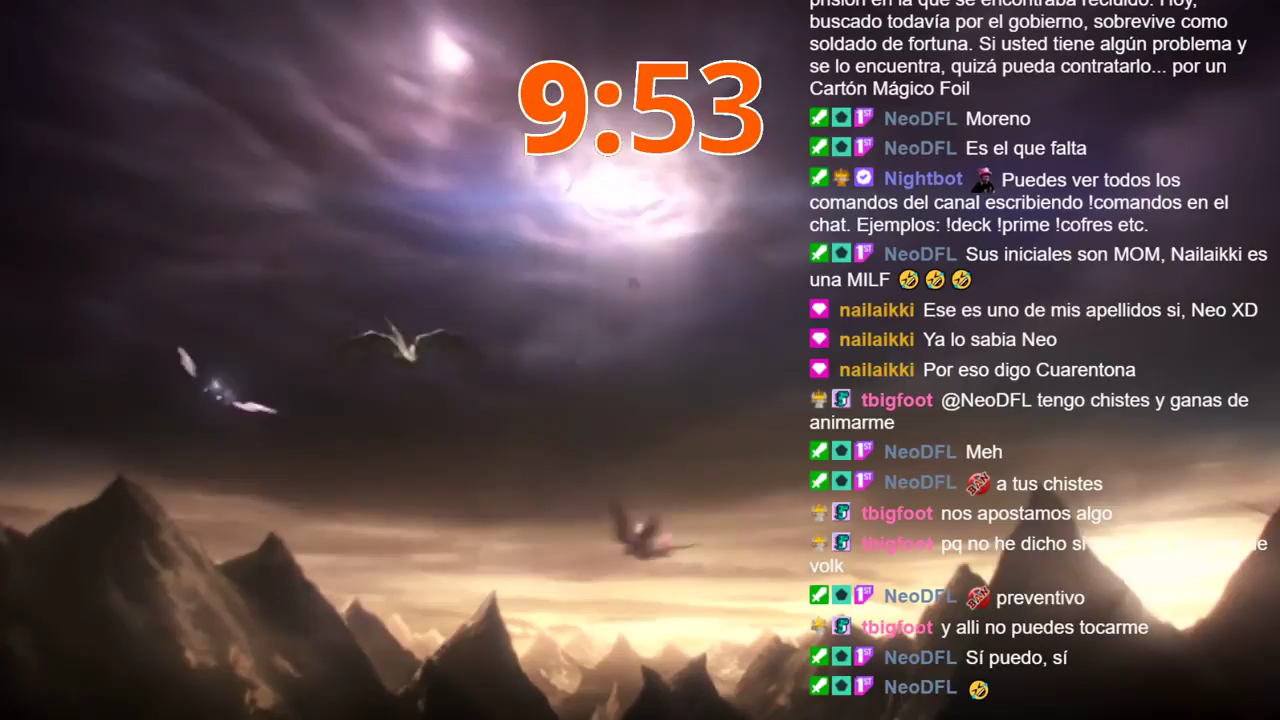 prisión en la que se encontraba recluido. Hoy,
buscado todavía por el gobierno, sobrevive como
soldado de fortuna. Si usted tiene algún problema y
se lo encuentra, quizá pueda contratarlo... por un
Cartón Mágico Foil
9:53
NeoDFL Moreno
NeoDFL Es el que falta
Nightbot Puedes ver todos los
comandos del canal escribiendo !comandos en el
chat. Ejemplos: !deck !prime !cofres etc.
NeoDFL Sus iniciales son MOM, Nailaikki es
una MILF 🤣 🤣 🤣
nailaikki Ese es uno de mis apellidos si, Neo XD
nailaikki Ya lo sabia Neo
nailaikki Por eso digo Cuarentona
tbigfoot @NeoDFL tengo chistes y ganas de
animarme
NeoDFL Meh
NeoDFL a tus chistes
tbigfoot nos apostamos algo
tbigfoot pq no he dicho si
volk
NeoDFL preventivo
tbigfoot y alli no puedes tocarme
NeoDFL Sí puedo, sí
NeoDFL 🤣